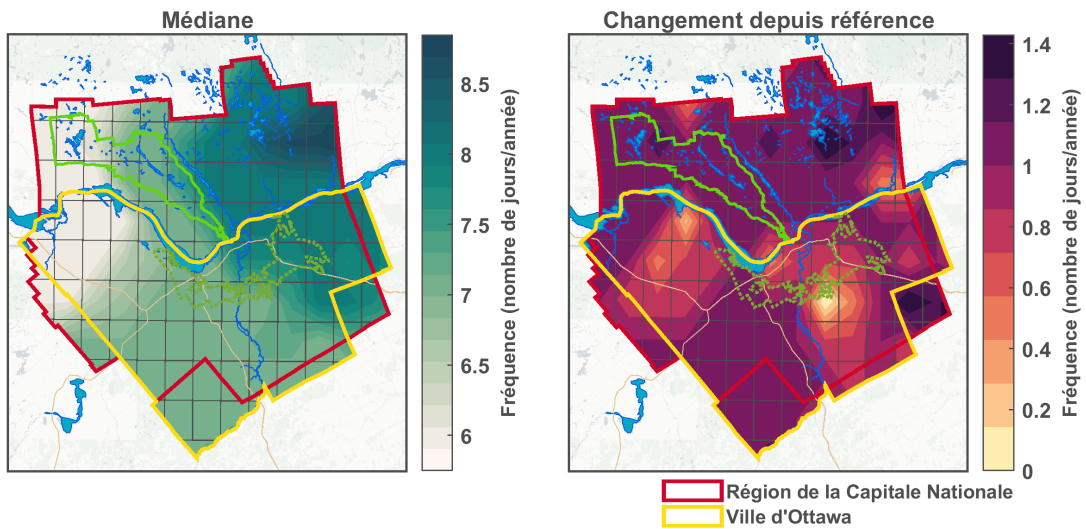 Médiane
8.5
8
7.5
7
6.5
6
Fréquence (nombre de jours/année)
Changement depuis référence
1.4
1.2
1
0.8
0.6
0.4
0.2
0
Fréquence (nombre de jours/année)
Région de la Capitale Nationale
Ville d'Ottawa